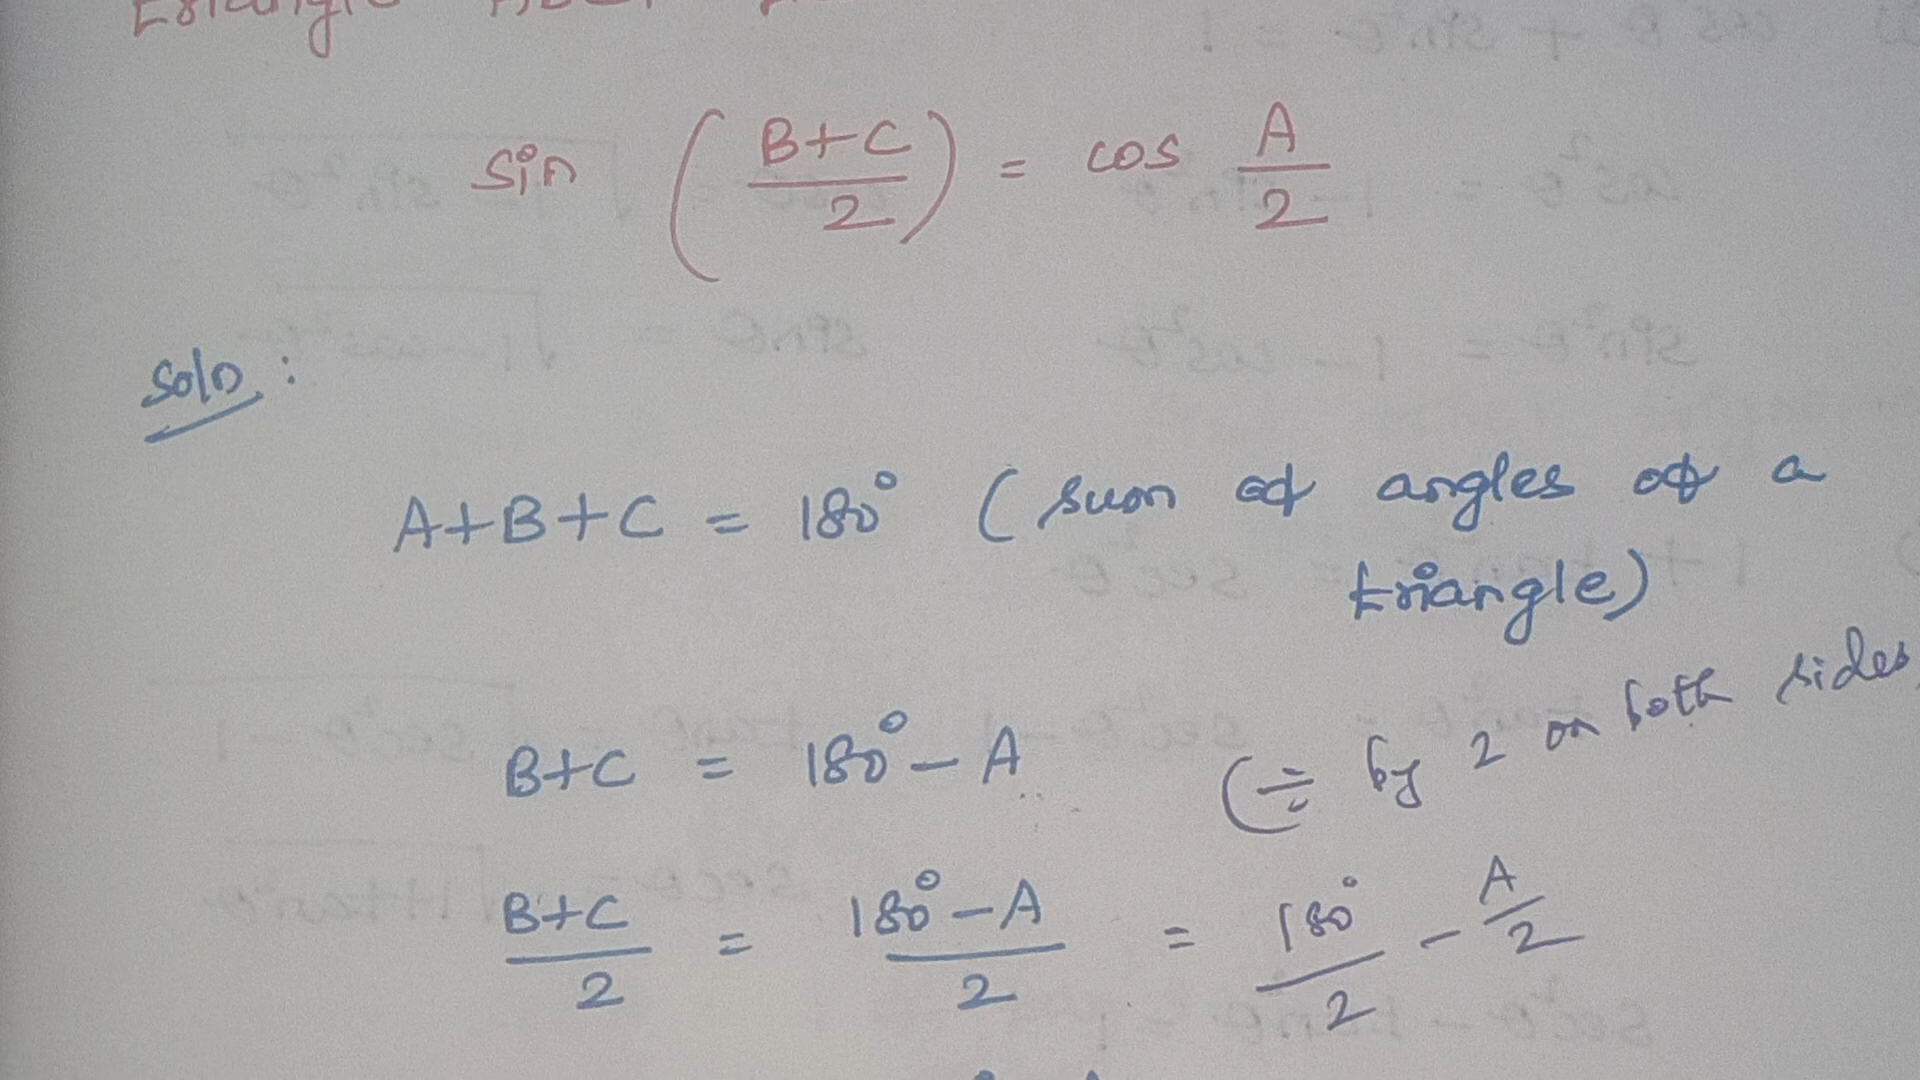 triangle
sin ( B+C / 2 ) = cos A / 2
Soln :
A+B+C = 180° ( sum of angles of a
triangle)
B+C = 180° - A ( ÷ by 2 on both sides
B+C / 2 = 180° - A / 2 = 180° / 2 - A / 2